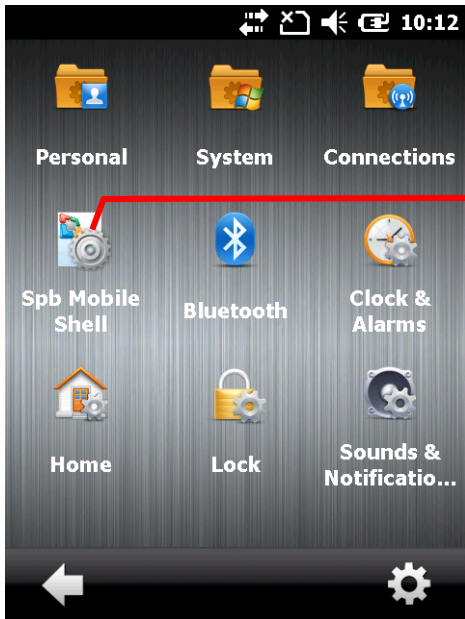 10:12
Personal System Connections
Spb Mobile Shell
Bluetooth
Clock & Alarms
Home
Lock
Sounds & Notificatio...